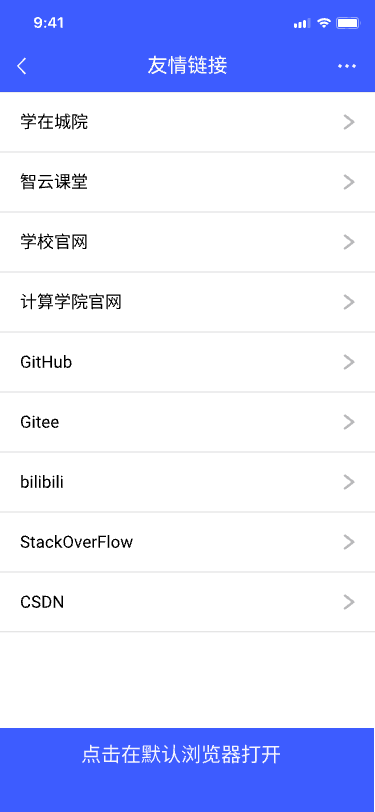 9:41
友情链接
学在城院
智云课堂
学校官网
计算学院官网
GitHub
Gitee
bilibili
StackOverFlow
CSDN
点击在默认浏览器打开